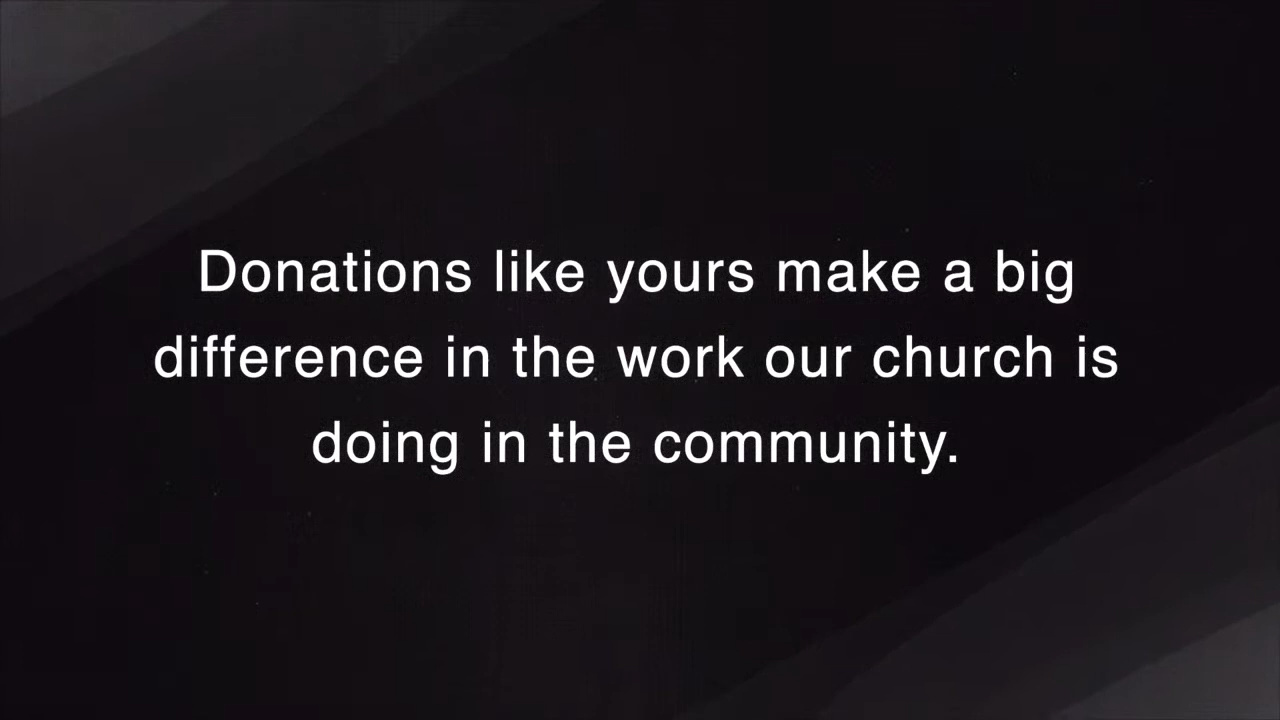 Donations like yours make a big
difference in the work our church is
doing in the community.